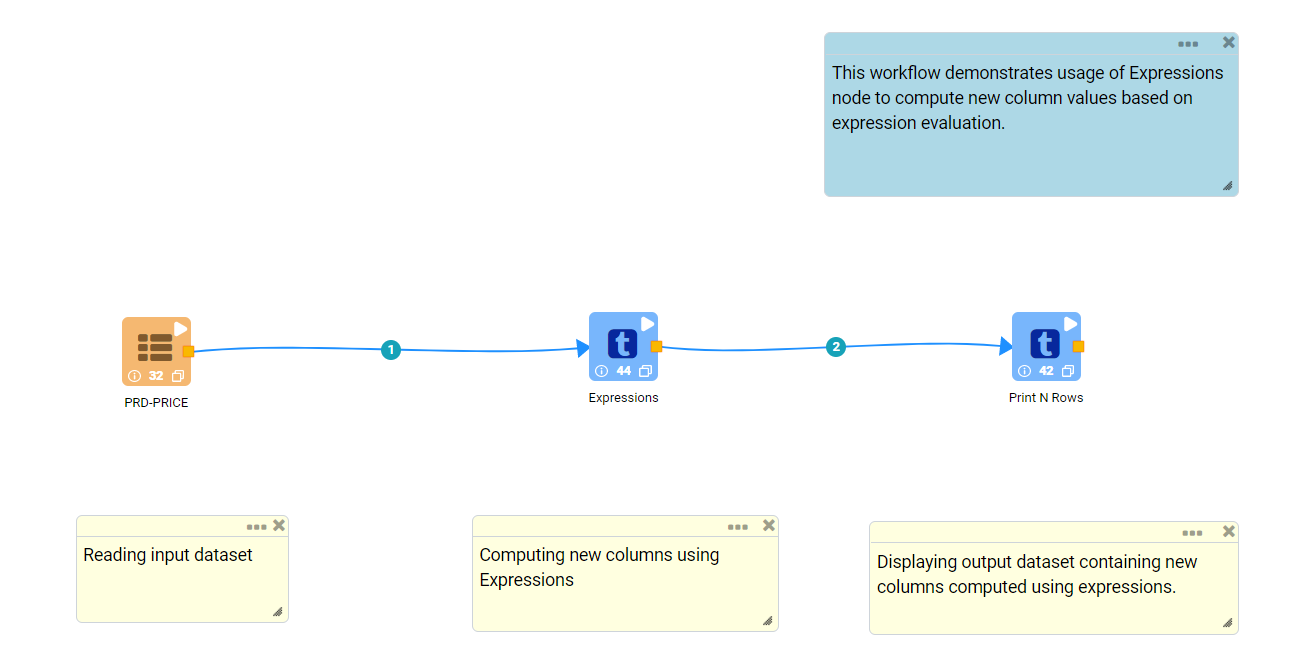 This workflow demonstrates usage of Expressions
node to compute new column values based on
expression evaluation.
1
2
t
t
32
44
42
PRD-PRICE
Expressions
Print N Rows
Reading input dataset
Computing new columns using
Expressions
Displaying output dataset containing new
columns computed using expressions.